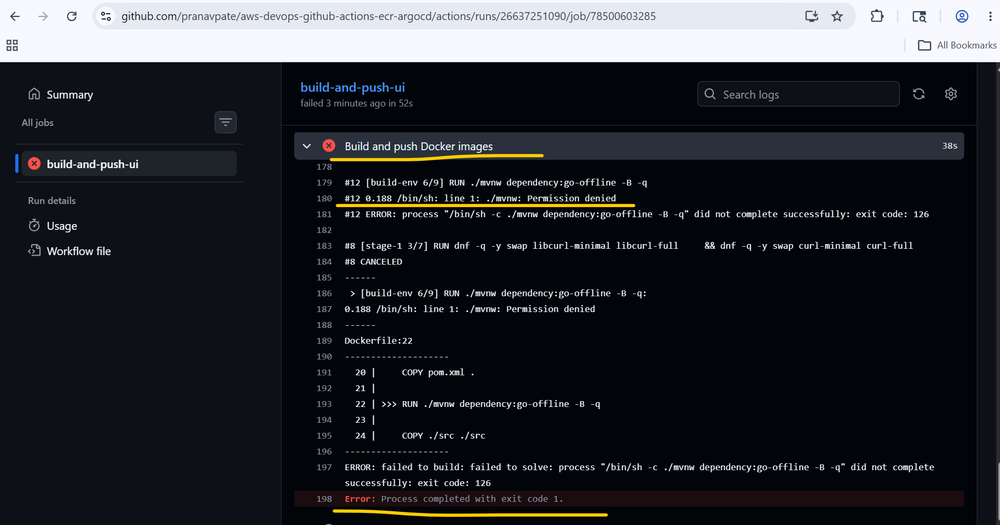 github.com/pranavpate/aws-devops-github-actions-ecr-argocd/actions/runs/26637251090/job/78500603285
All Bookmarks
Summary
All jobs
build-and-push-ui
Run details
Usage
Workflow file
build-and-push-ui
failed 3 minutes ago in 52s
Search logs
Build and push Docker images
38s
178
179 #12 [build-env 6/9] RUN ./mvnw dependency:go-offline -B -q
180 #12 0.188 /bin/sh: line 1: ./mvnw: Permission denied
181 #12 ERROR: process "/bin/sh -c ./mvnw dependency:go-offline -B -q" did not complete successfully: exit code: 126
182
183 #8 [stage-1 3/7] RUN dnf -q -y swap libcurl-minimal libcurl-full     && dnf -q -y swap curl-minimal curl-full
184 #8 CANCELED
185 ------
186  > [build-env 6/9] RUN ./mvnw dependency:go-offline -B -q:
187 0.188 /bin/sh: line 1: ./mvnw: Permission denied
188 ------
189 Dockerfile:22
190 --------------------
191   20 |     COPY pom.xml .
192   21 |
193   22 | >>> RUN ./mvnw dependency:go-offline -B -q
194   23 |
195   24 |     COPY ./src ./src
196 --------------------
197 ERROR: failed to build: failed to solve: process "/bin/sh -c ./mvnw dependency:go-offline -B -q" did not complete
successfully: exit code: 126
198 Error: Process completed with exit code 1.